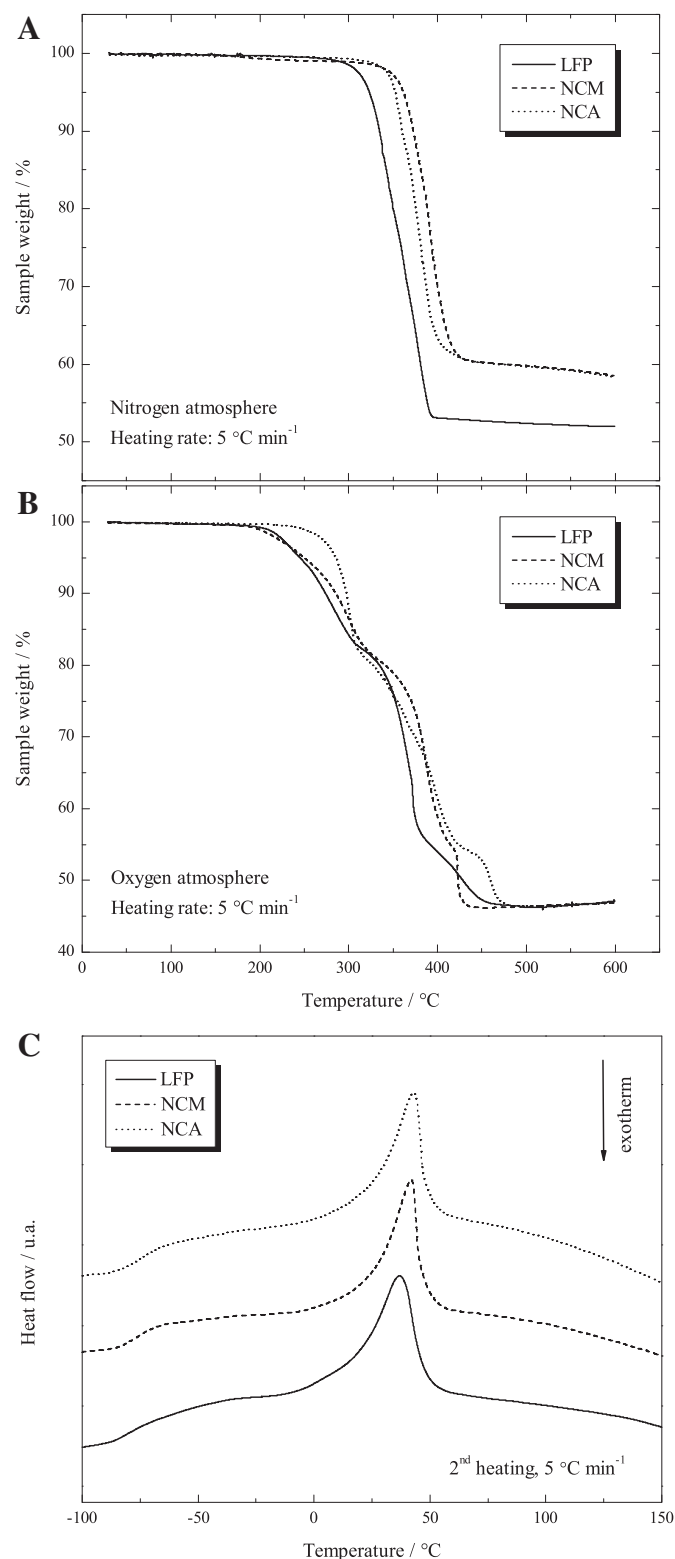 A
100
90
80
70
60
50
Sample weight / %
LFP
NCM
NCA
Nitrogen atmosphere
Heating rate: 5 °C min⁻¹
B
100
90
80
70
60
50
40
Sample weight / %
LFP
NCM
NCA
Oxygen atmosphere
Heating rate: 5 °C min⁻¹
0 100 200 300 400 500 600
Temperature / °C
C
LFP
NCM
NCA
exotherm
Heat flow / u.a.
2ⁿᵈ heating, 5 °C min⁻¹
-100 -50 0 50 100 150
Temperature / °C